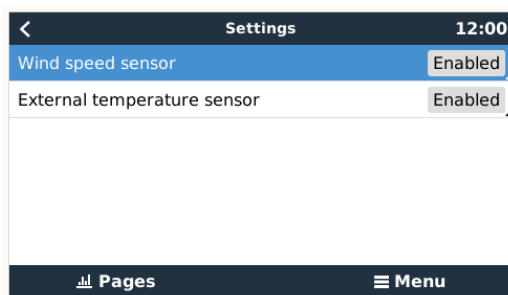 Settings 12:00
Wind speed sensor Enabled
External temperature sensor Enabled
Pages Menu